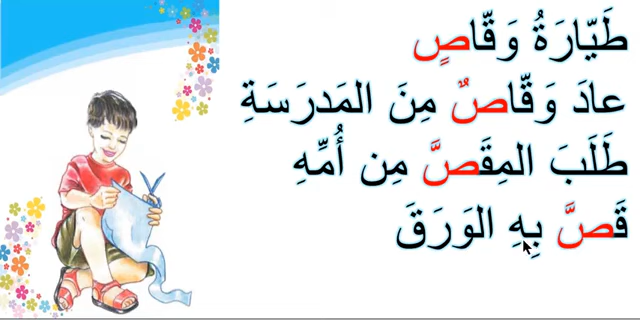 طَيّارَةُ وَقّاصٍ
عادَ وَقّاصٌ مِنَ المَدرَسَةِ
طَلَبَ المِقَصَّ مِن أُمِّهِ
قَصَّ بِهِ الوَرَقَ